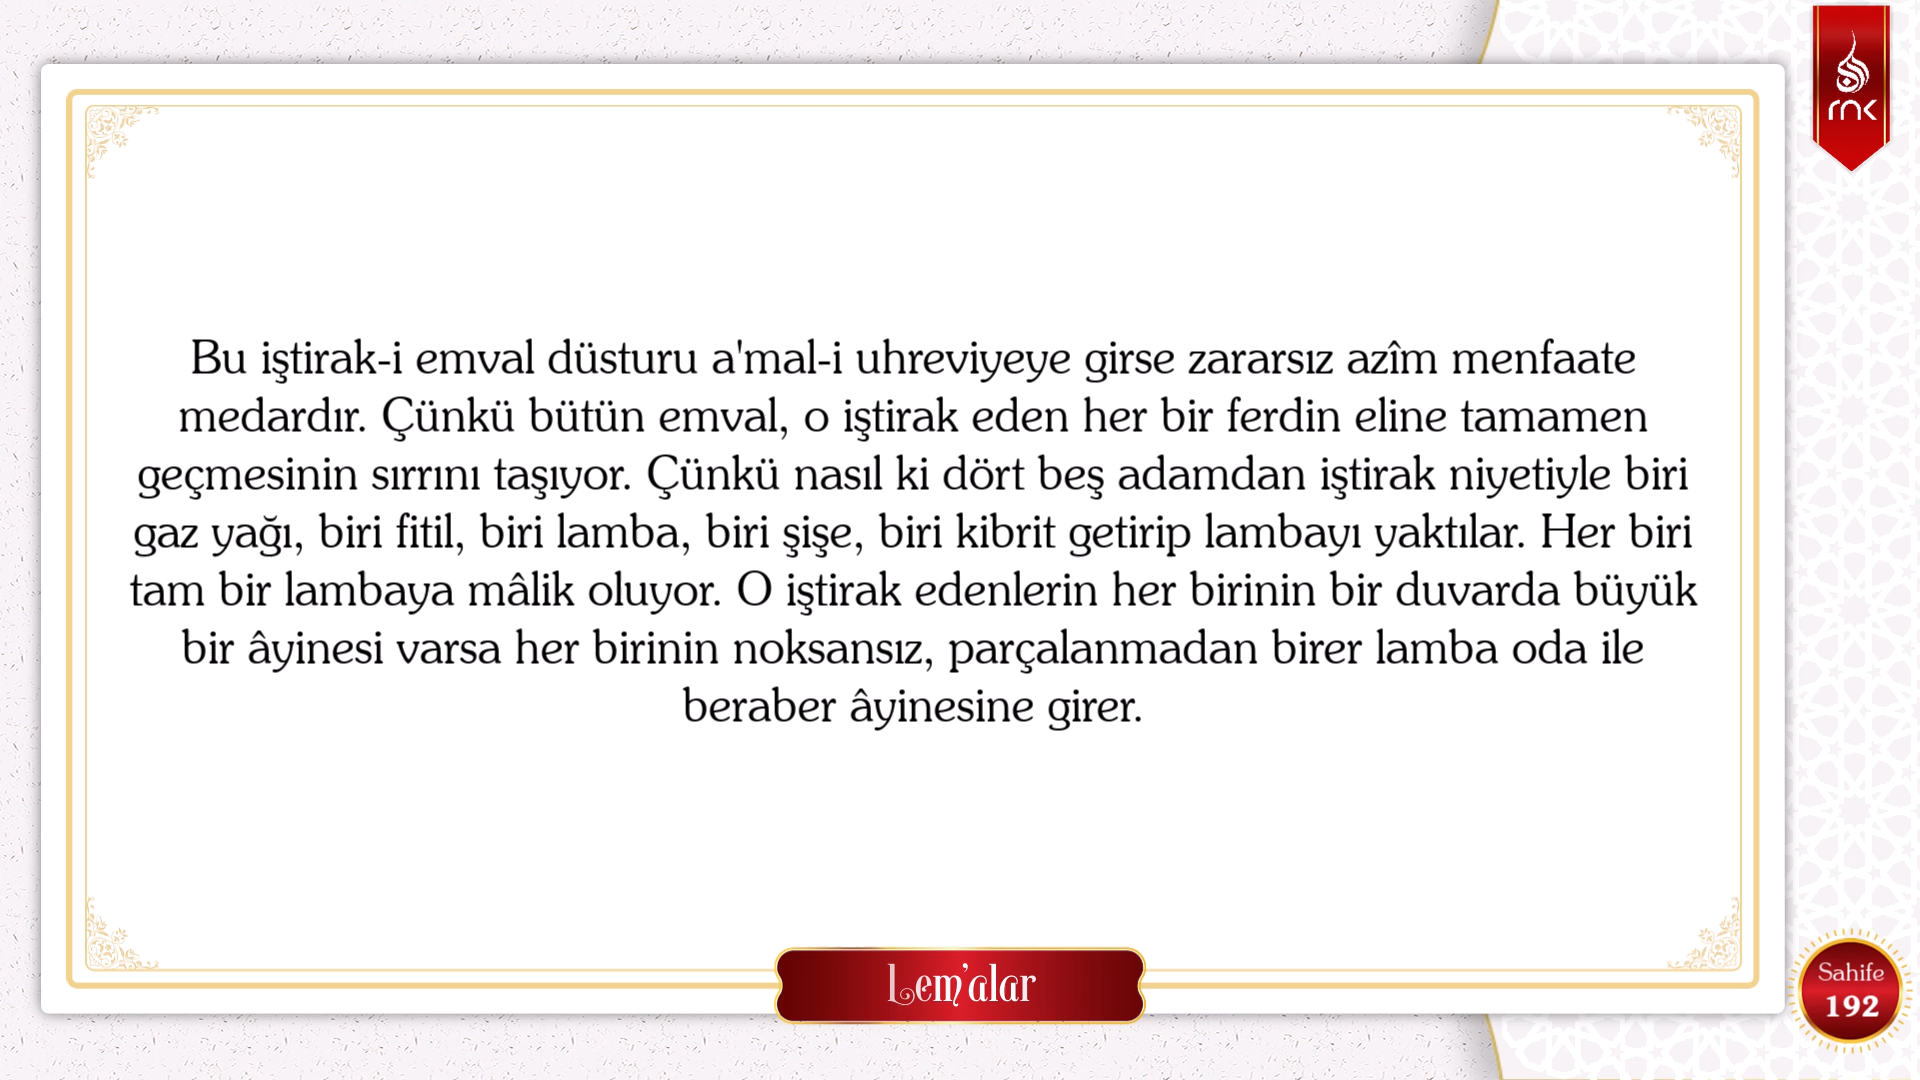 rnk
Bu iştirak-i emval düsturu a'mal-i uhreviyeye girse zararsız azîm menfaate
medardır. Çünkü bütün emval, o iştirak eden her bir ferdin eline tamamen
geçmesinin sırrını taşıyor. Çünkü nasıl ki dört beş adamdan iştirak niyetiyle biri
gaz yağı, biri fitil, biri lamba, biri şişe, biri kibrit getirip lambayı yaktılar. Her biri
tam bir lambaya mâlik oluyor. O iştirak edenlerin her birinin bir duvarda büyük
bir âyinesi varsa her birinin noksansız, parçalanmadan birer lamba oda ile
beraber âyinesine girer.
Lem'alar
Sahife
192